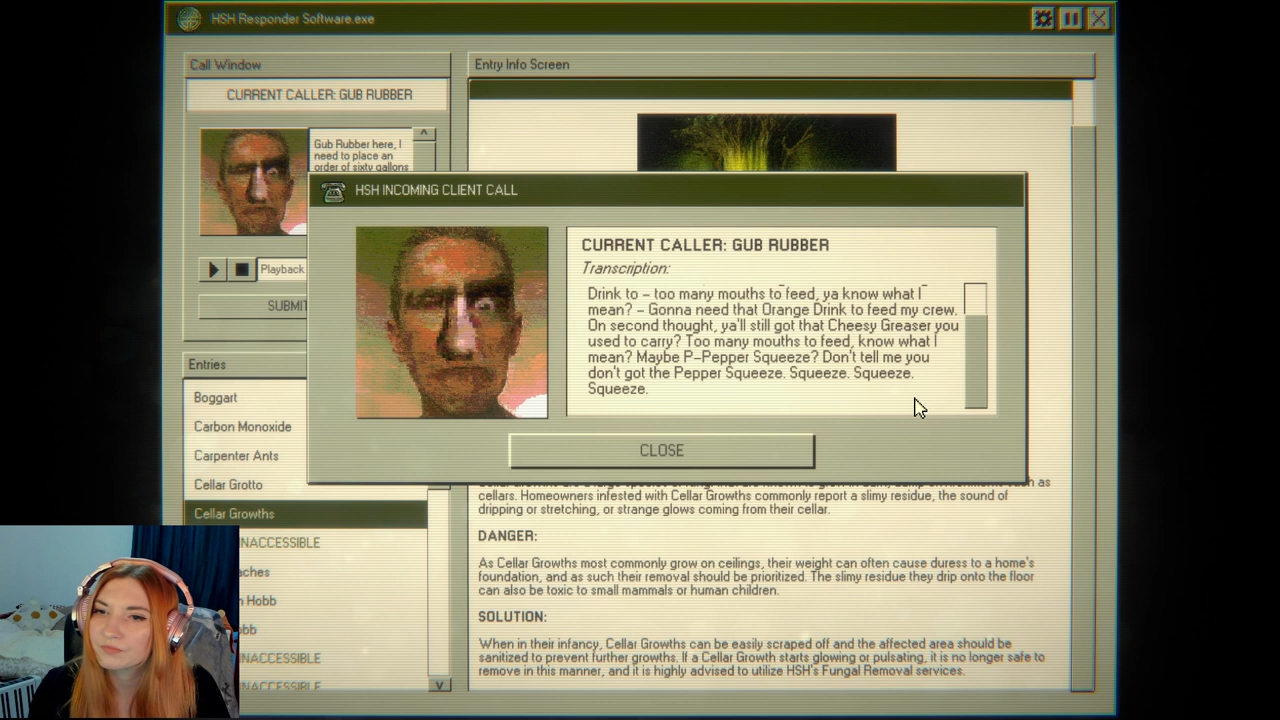 HSH Responder Software.exe
Call Window
CURRENT CALLER: GUB RUBBER
Gub Rubber here, I
need to place an
order of sixty gallons
Playback
SUBMIT
Entries
Boggart
Carbon Monoxide
Carpenter Ants
Cellar Grotto
Cellar Growths
NACCESSIBLE
aches
n Hobb
obb
NACCESSIBLE
NACCESSIBLE
Entry Info Screen
HSH INCOMING CLIENT CALL
CURRENT CALLER: GUB RUBBER
Transcription:
Drink to - too many mouths to feed, ya know what I
mean? - Gonna need that Orange Drink to feed my crew.
On second thought, ya'll still got that Cheesy Greaser you
used to carry? Too many mouths to feed, know what I
mean? Maybe P-Pepper Squeeze? Don't tell me you
don't got the Pepper Squeeze. Squeeze. Squeeze.
Squeeze.
CLOSE
cellars. Homeowners infested with Cellar Growths commonly report a slimy residue, the sound of
dripping or stretching, or strange glows coming from their cellar.
DANGER:
As Cellar Growths most commonly grow on ceilings, their weight can often cause duress to a home's
foundation, and as such their removal should be prioritized. The slimy residue they drip onto the floor
can also be toxic to small mammals or human children.
SOLUTION:
When in their infancy, Cellar Growths can be easily scraped off and the affected area should be
sanitized to prevent further growths. If a Cellar Growth starts glowing or pulsating, it is no longer safe to
remove in this manner, and it is highly advised to utilize HSH's Fungal Removal services.